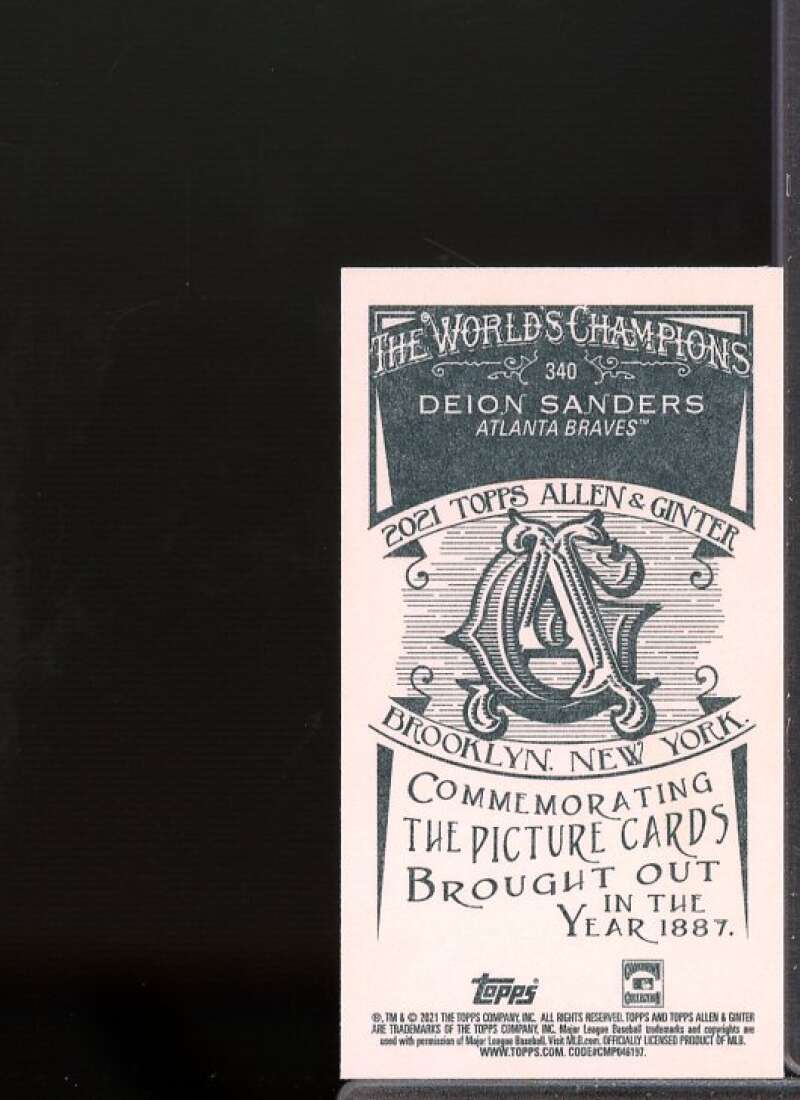 THE WORLD'S CHAMPIONS
340
DEION SANDERS
ATLANTA BRAVES™
2021 TOPPS ALLEN & GINTER
BROOKLYN. NEW YORK.
COMMEMORATING
THE PICTURE CARDS
BROUGHT OUT
IN THE
YEAR 1887.
topps®
COOPERSTOWN
COLLECTION
®, TM & © 2021 THE TOPPS COMPANY, INC. ALL RIGHTS RESERVED. TOPPS AND TOPPS ALLEN & GINTER
ARE TRADEMARKS OF THE TOPPS COMPANY, INC. Major League Baseball trademarks and copyrights are
used with permission of Major League Baseball. Visit MLB.com. OFFICIALLY LICENSED PRODUCT OF MLB.
WWW.TOPPS.COM. CODE#CMP046197.